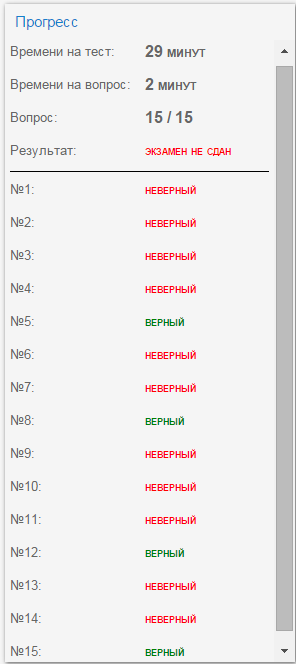 Прогресс
Времени на тест: 29 минут
Времени на вопрос: 2 минут
Вопрос: 15 / 15
Результат: экзамен не сдан
№1: неверный
№2: неверный
№3: неверный
№4: неверный
№5: верный
№6: неверный
№7: неверный
№8: верный
№9: неверный
№10: неверный
№11: неверный
№12: верный
№13: неверный
№14: неверный
№15: верный